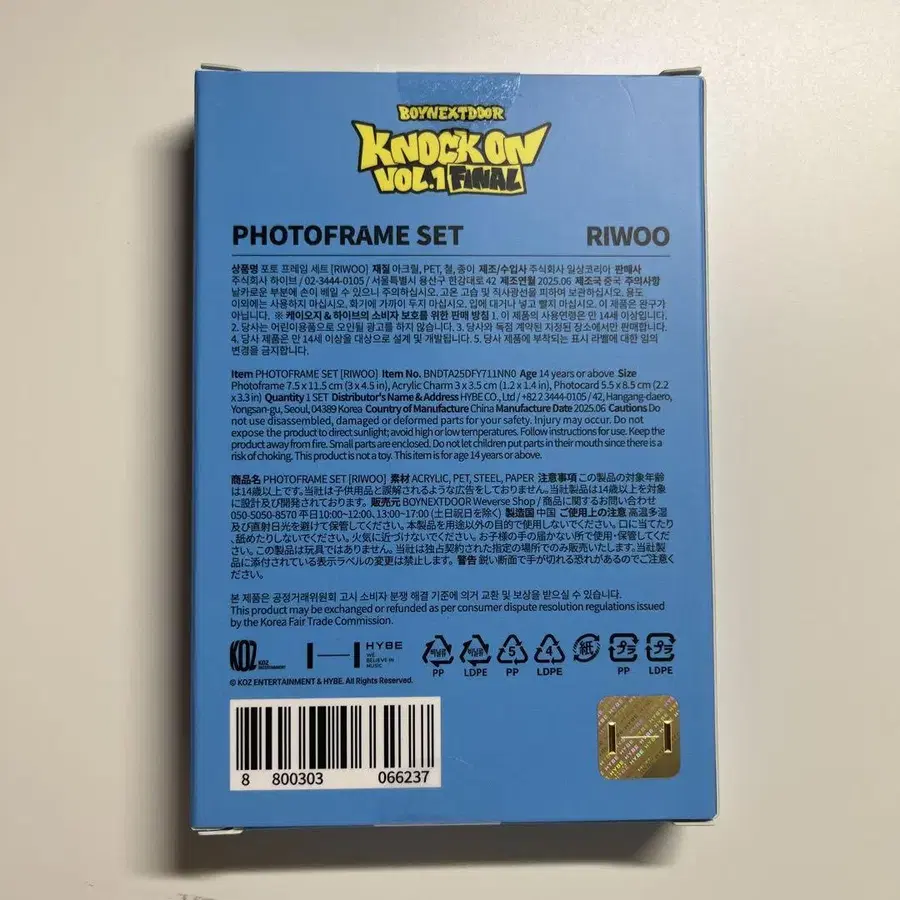 BOYNEXTDOOR
KNOCK ON
VOL.1 FINAL
PHOTOFRAME SET RIWOO
상품명 포토 프레임 세트 [RIWOO] 재질 아크릴, PET, 철, 종이 제조/수입사 주식회사 일상코리아 판매사
주식회사 하이브 / 02-3444-0105 / 서울특별시 용산구 한강대로 42 제조연월 2025.06 제조국 중국 주의사항
날카로운 부분에 손이 베일 수 있으니 주의하십시오. 고온 고습 및 직사광선을 피하여 보관하십시오. 용도
이외에는 사용하지 마십시오. 화기에 가까이 두지 마십시오. 입에 대거나 넣고 빨지 마십시오. 이 제품은 완구가
아닙니다. ※ 케이오지 & 하이브의 소비자 보호를 위한 판매 방침 1. 이 제품의 사용연령은 만 14세 이상입니다.
2. 당사는 어린이용품으로 오인될 광고를 하지 않습니다. 3. 당사와 독점 계약된 지정된 장소에서만 판매합니다.
4. 당사 제품은 만 14세 이상을 대상으로 설계 및 개발됩니다. 5. 당사 제품에 부착되는 표시 라벨에 대한 임의
변경을 금지합니다.
Item PHOTOFRAME SET [RIWOO] Item No. BNDTA25DFY711NN0 Age 14 years or above Size
Photoframe 7.5 x 11.5 cm (3 x 4.5 in), Acrylic Charm 3 x 3.5 cm (1.2 x 1.4 in), Photocard 5.5 x 8.5 cm (2.2
x 3.3 in) Quantity 1 SET Distributor's Name & Address HYBE CO., Ltd / +82 2 3444-0105 / 42, Hangang-daero,
Yongsan-gu, Seoul, 04389 Korea Country of Manufacture China Manufacture Date 2025.06 Cautions Do
not use disassembled, damaged or deformed parts for your safety. Injury may occur. Do not
expose the product to direct sunlight; avoid high or low temperatures. Follow instructions for use. Keep the
product away from fire. Small parts are enclosed. Do not let children put parts in their mouth since there is a
risk of choking. This product is not a toy. This item is for age 14 years or above.
商品名 PHOTOFRAME SET [RIWOO] 素材 ACRYLIC, PET, STEEL, PAPER 注意事項 この製品の対象年齢
は14歳以上です。当社は子供用品と誤解されるような広告をしておりません。当社製品は14歳以上を対象
に設計及び開発されております。 販売元 BOYNEXTDOOR Weverse Shop / 商品に関するお問い合わせ
050-5050-8570 平日10:00~12:00、13:00~17:00 (土日祝日を除く) 製造国 中国 ご使用上の注意 高温多湿
及び直射日光を避けて保管してください。本製品を用途以外の目的で使用しないでください。口に当てたり
、舐めたりしないでください。火気に近づけないでください。お子様の手の届かない所で使用・保管してくださ
い。この製品は玩具ではありません。当社は独占契約された指定の場所でのみ販売いたします。当社製
品に添付されている表示ラベルの変更は禁止します。 警告 鋭い断面で手が切れる恐れがあるのでご注意く
ださい。
본 제품은 공정거래위원회 고시 소비자 분쟁 해결 기준에 의거 교환 및 보상을 받으실 수 있습니다.
This product may be exchanged or refunded as per consumer dispute resolution regulations issued
by the Korea Fair Trade Commission.
KOZ KOZ ENTERTAINMENT HYBE WE BELIEVE IN MUSIC
비닐류 PP 비닐류 LDPE 5 PP 4 LDPE 紙 プラ PP プラ LDPE
© KOZ ENTERTAINMENT & HYBE. All Rights Reserved.
8 800303 066237
HYBE HYBE HYBE